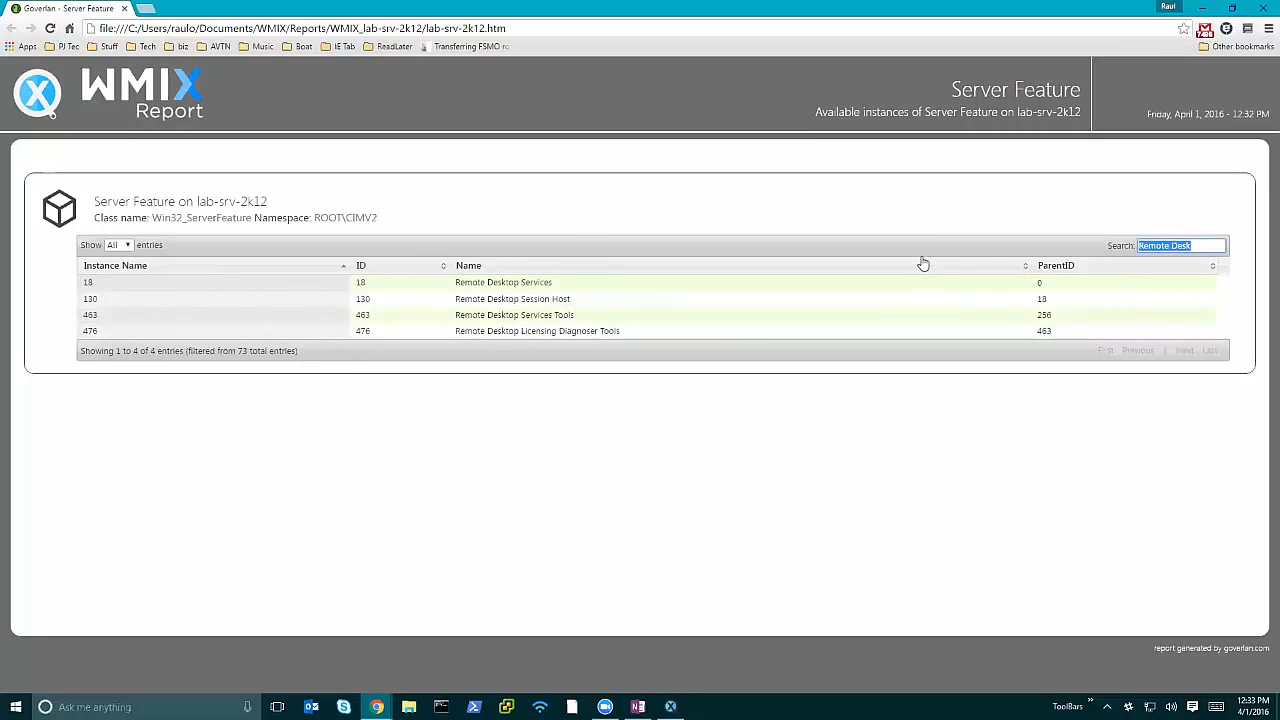 Goverlan - Server Feature
Raul
file:///C:/Users/raulo/Documents/WMIX/Reports/WMIX_lab-srv-2k12/lab-srv-2k12.htm
Apps PJ Tec Stuff Tech biz AVTN Music Boat IE Tab ReadLater Transferring FSMO ro Other bookmarks
WMIX
Report
Server Feature
Available instances of Server Feature on lab-srv-2k12
Friday, April 1, 2016 - 12:32 PM
Server Feature on lab-srv-2k12
Class name: Win32_ServerFeature Namespace: ROOT\CIMV2
Show All entries Search: Remote Desk
Instance Name ID Name ParentID
18 18 Remote Desktop Services 0
130 130 Remote Desktop Session Host 18
463 463 Remote Desktop Services Tools 256
476 476 Remote Desktop Licensing Diagnoser Tools 463
Showing 1 to 4 of 4 entries (filtered from 73 total entries) First Previous 1 Next Last
report generated by goverlan.com
Ask me anything
ToolBars
12:33 PM
4/1/2016